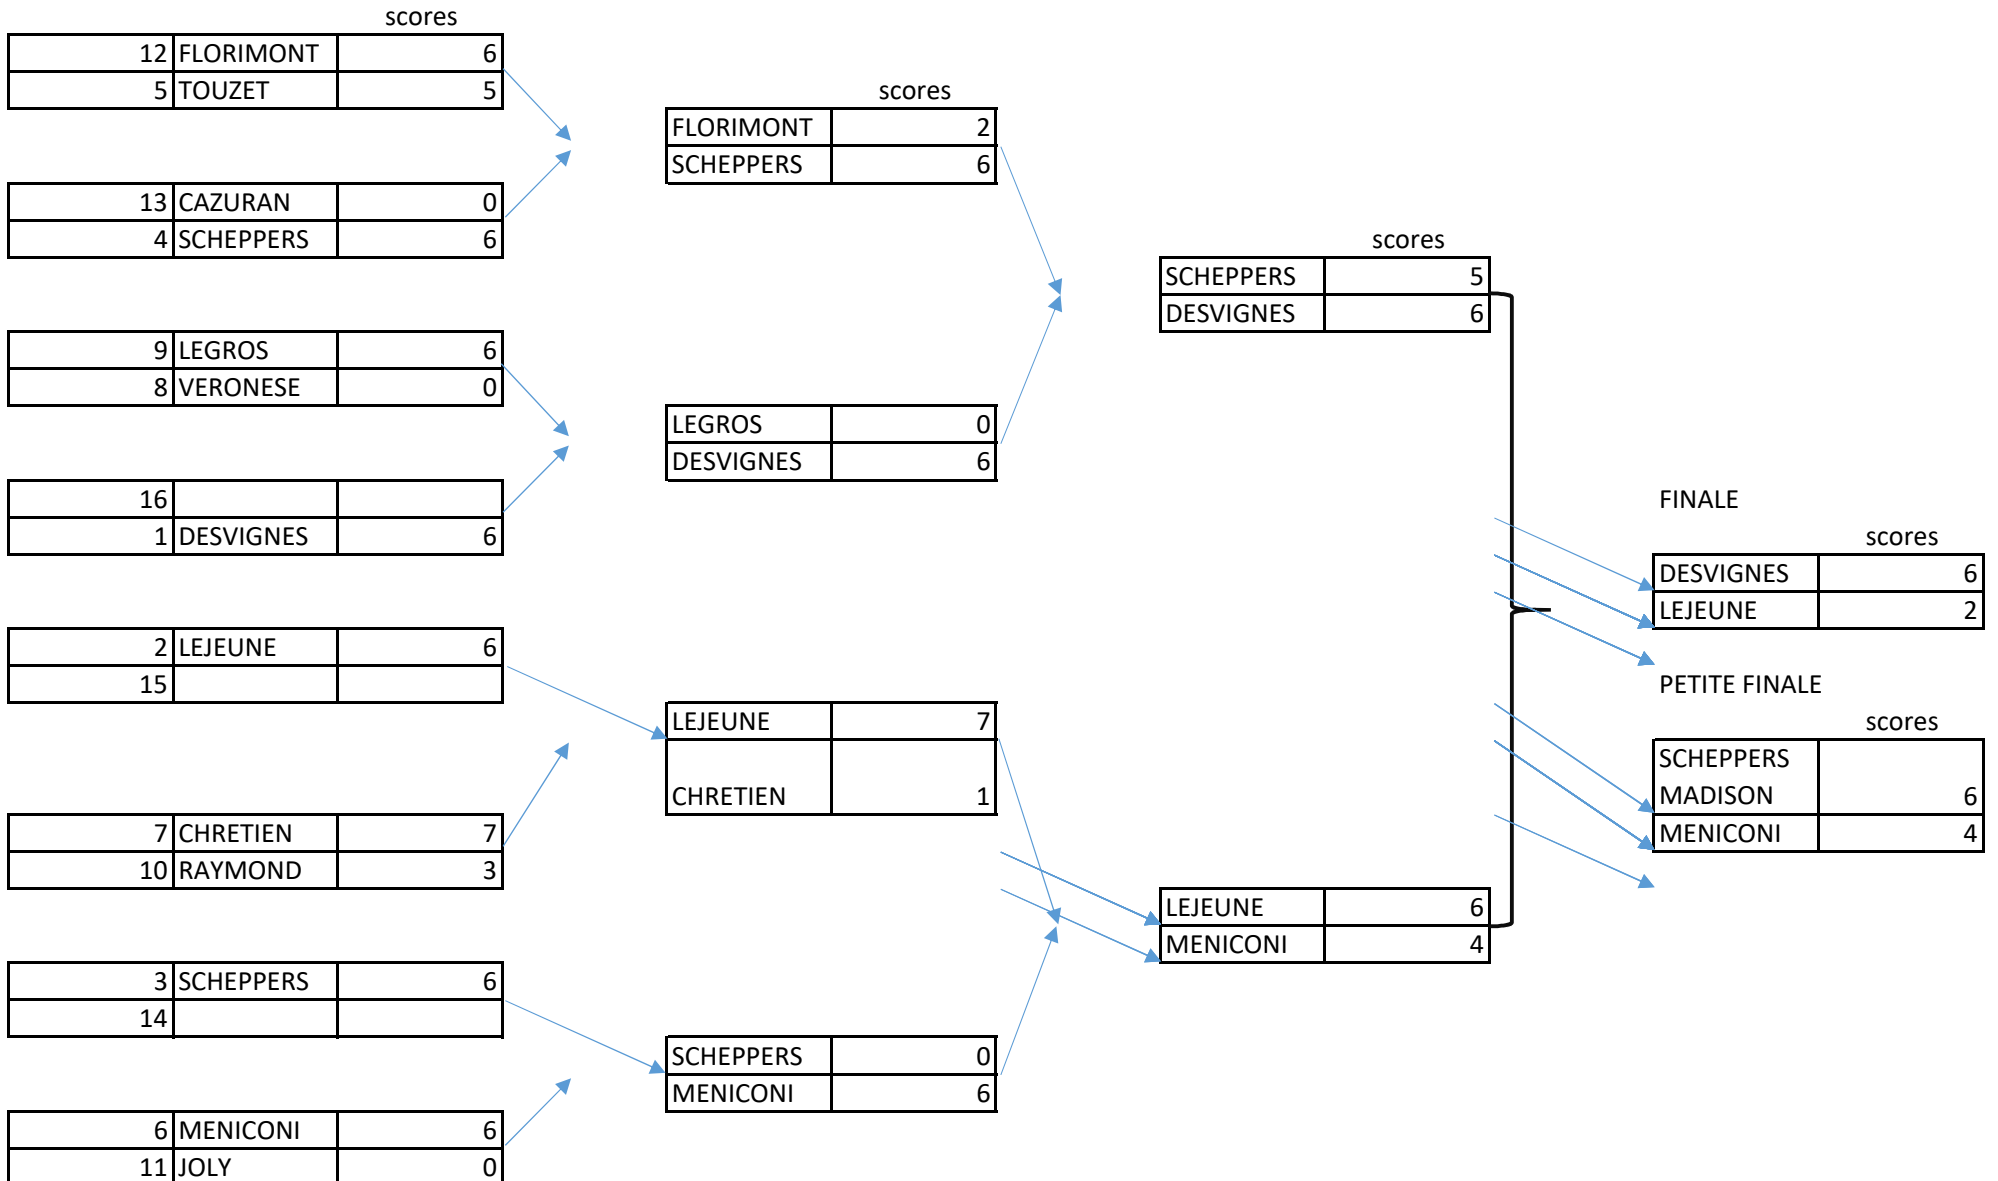 scores
12 FLORIMONT 6
5 TOUZET 5
13 CAZURAN 0
4 SCHEPPERS 6
9 LEGROS 6
8 VERONESE 0
16
1 DESVIGNES 6
2 LEJEUNE 6
15
7 CHRETIEN 7
10 RAYMOND 3
3 SCHEPPERS 6
14
6 MENICONI 6
11 JOLY 0
scores
FLORIMONT 2
SCHEPPERS 6
LEGROS 0
DESVIGNES 6
LEJEUNE 7
CHRETIEN 1
SCHEPPERS 0
MENICONI 6
scores
SCHEPPERS 5
DESVIGNES 6
LEJEUNE 6
MENICONI 4
FINALE
scores
DESVIGNES 6
LEJEUNE 2
PETITE FINALE
scores
SCHEPPERS
MADISON 6
MENICONI 4